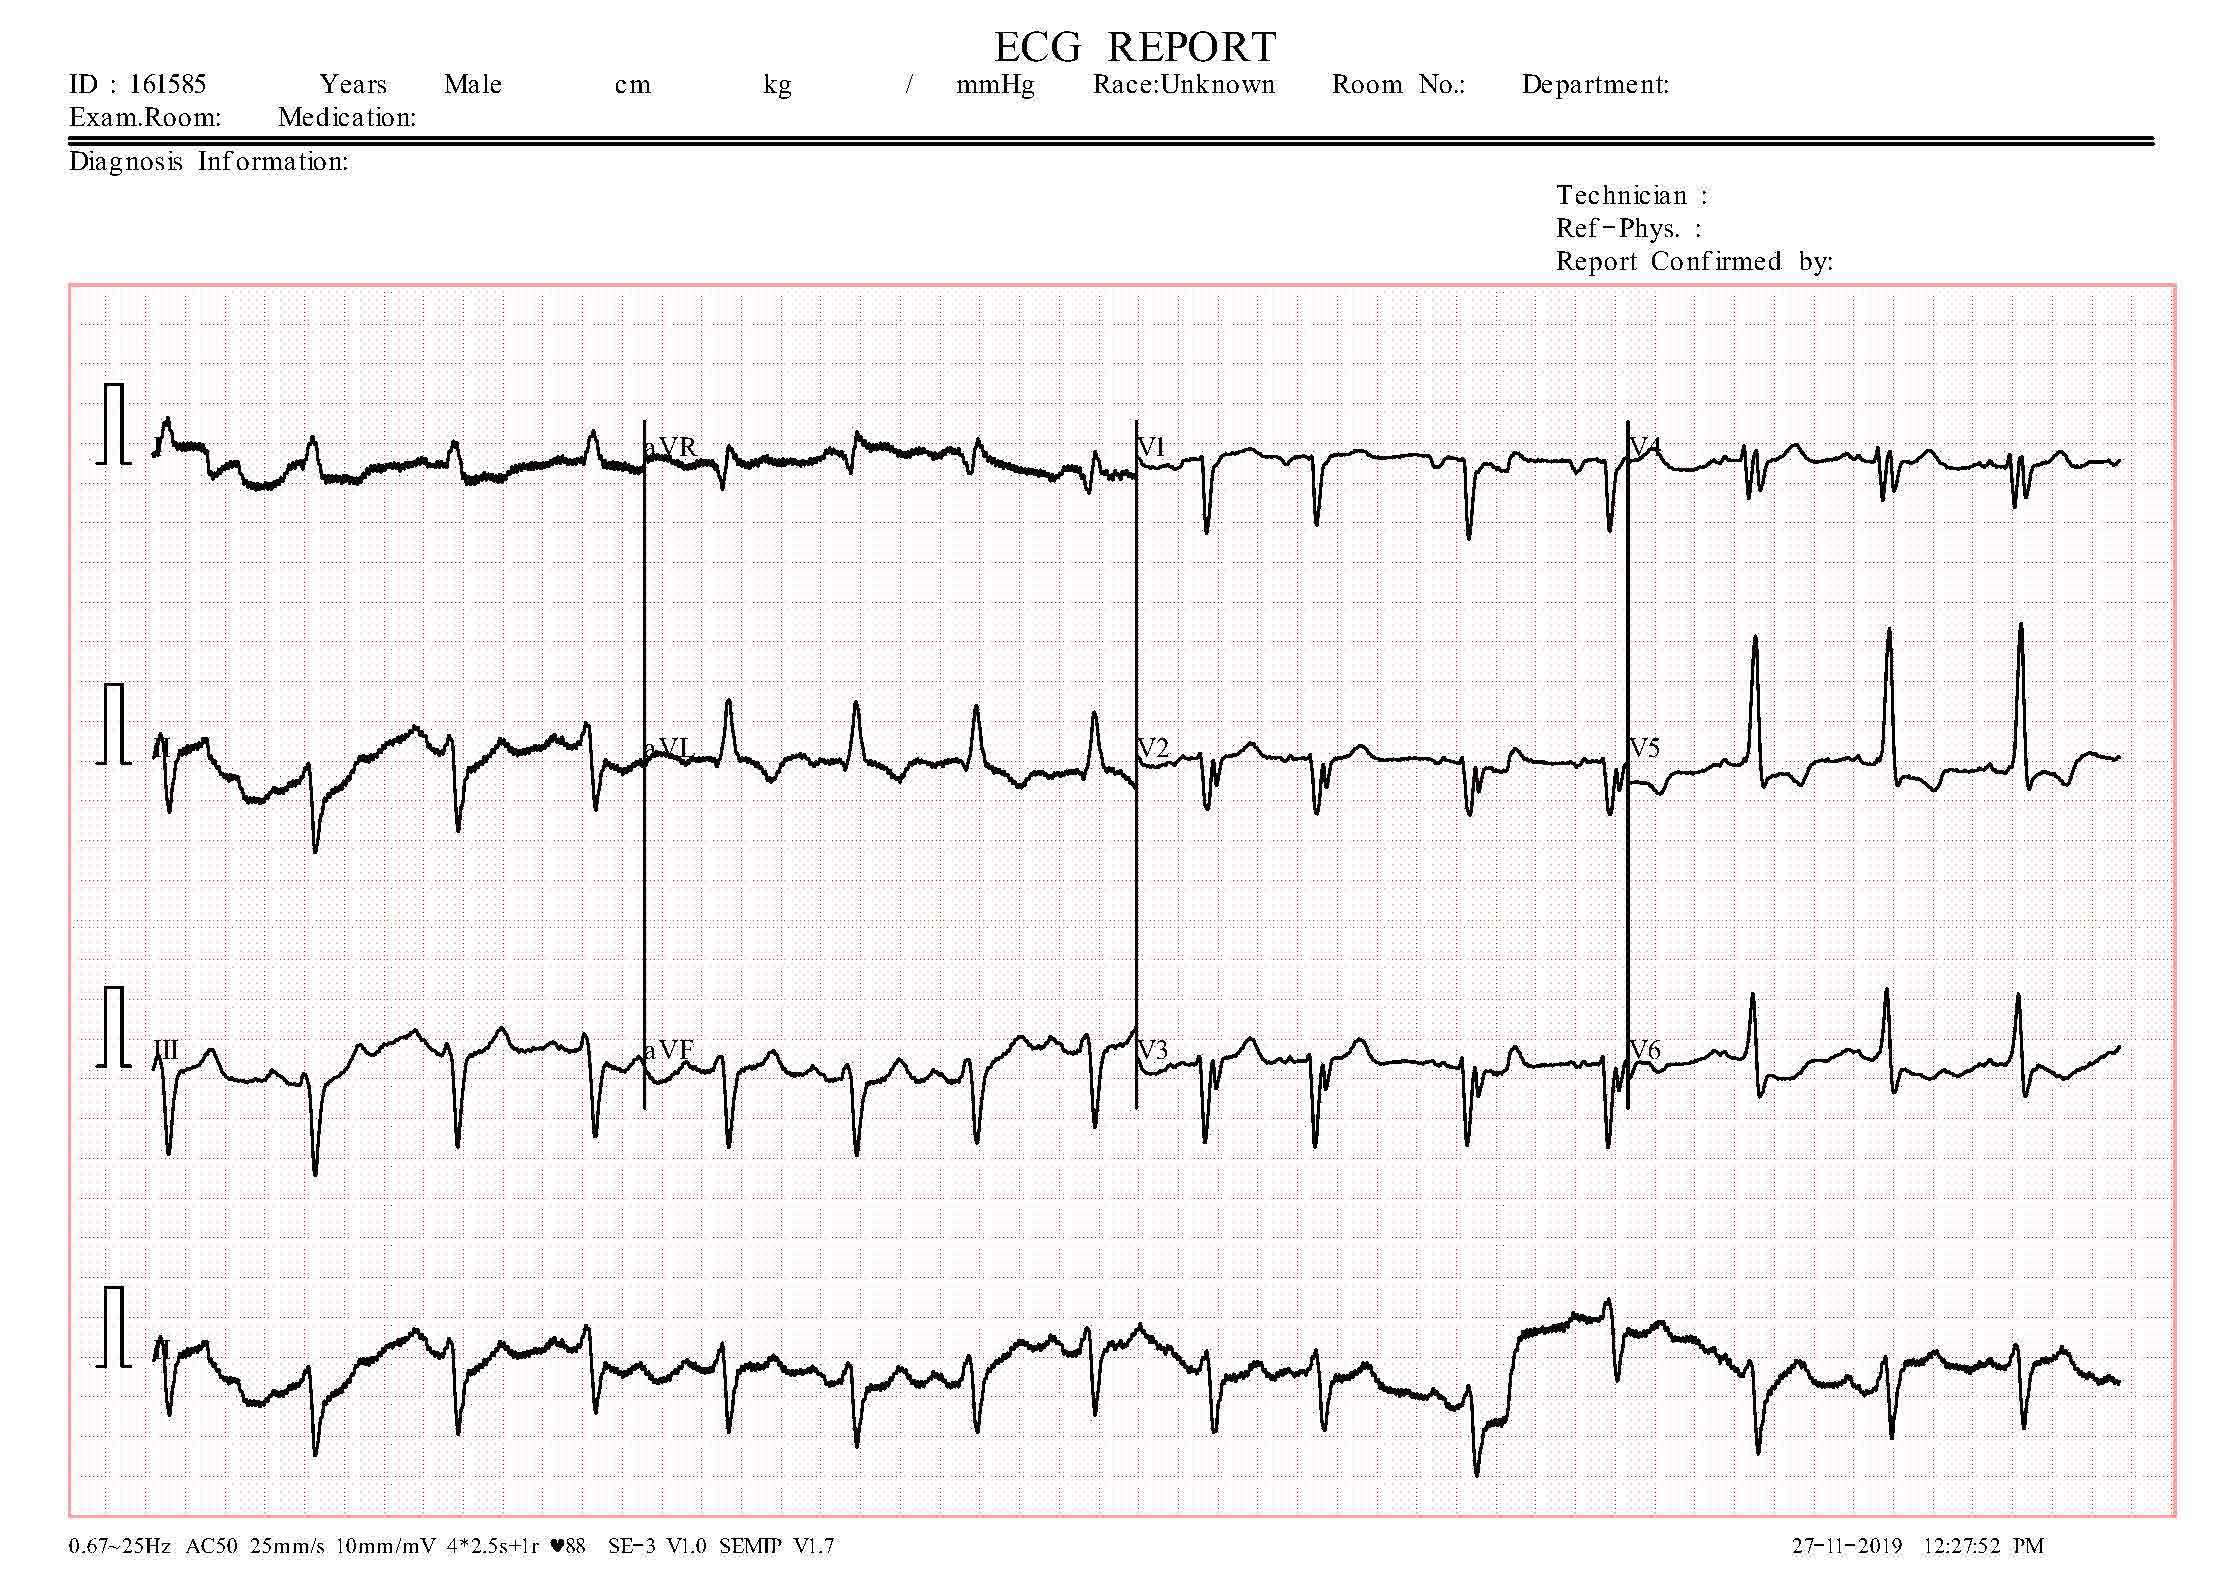 ECG REPORT
ID : 161585 Years Male cm kg / mmHg Race:Unknown Room No.: Department:
Exam.Room: Medication:
Diagnosis Information:
Technician :
Ref-Phys. :
Report Confirmed by:
I aVR V1 V4
II aVL V2 V5
III aVF V3 V6
II
0.67~25Hz AC50 25mm/s 10mm/mV 4*2.5s+1r ♥88 SE-3 V1.0 SEMIP V1.7
27-11-2019 12:27:52 PM